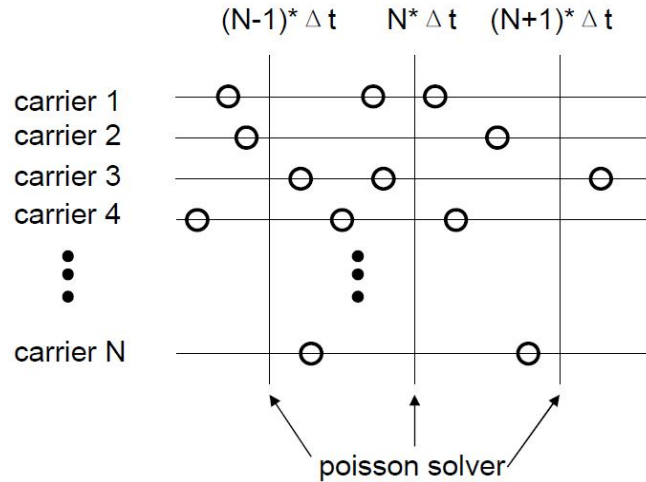 (N-1)* Δ t N* Δ t (N+1)* Δ t
carrier 1
carrier 2
carrier 3
carrier 4
carrier N
poisson solver